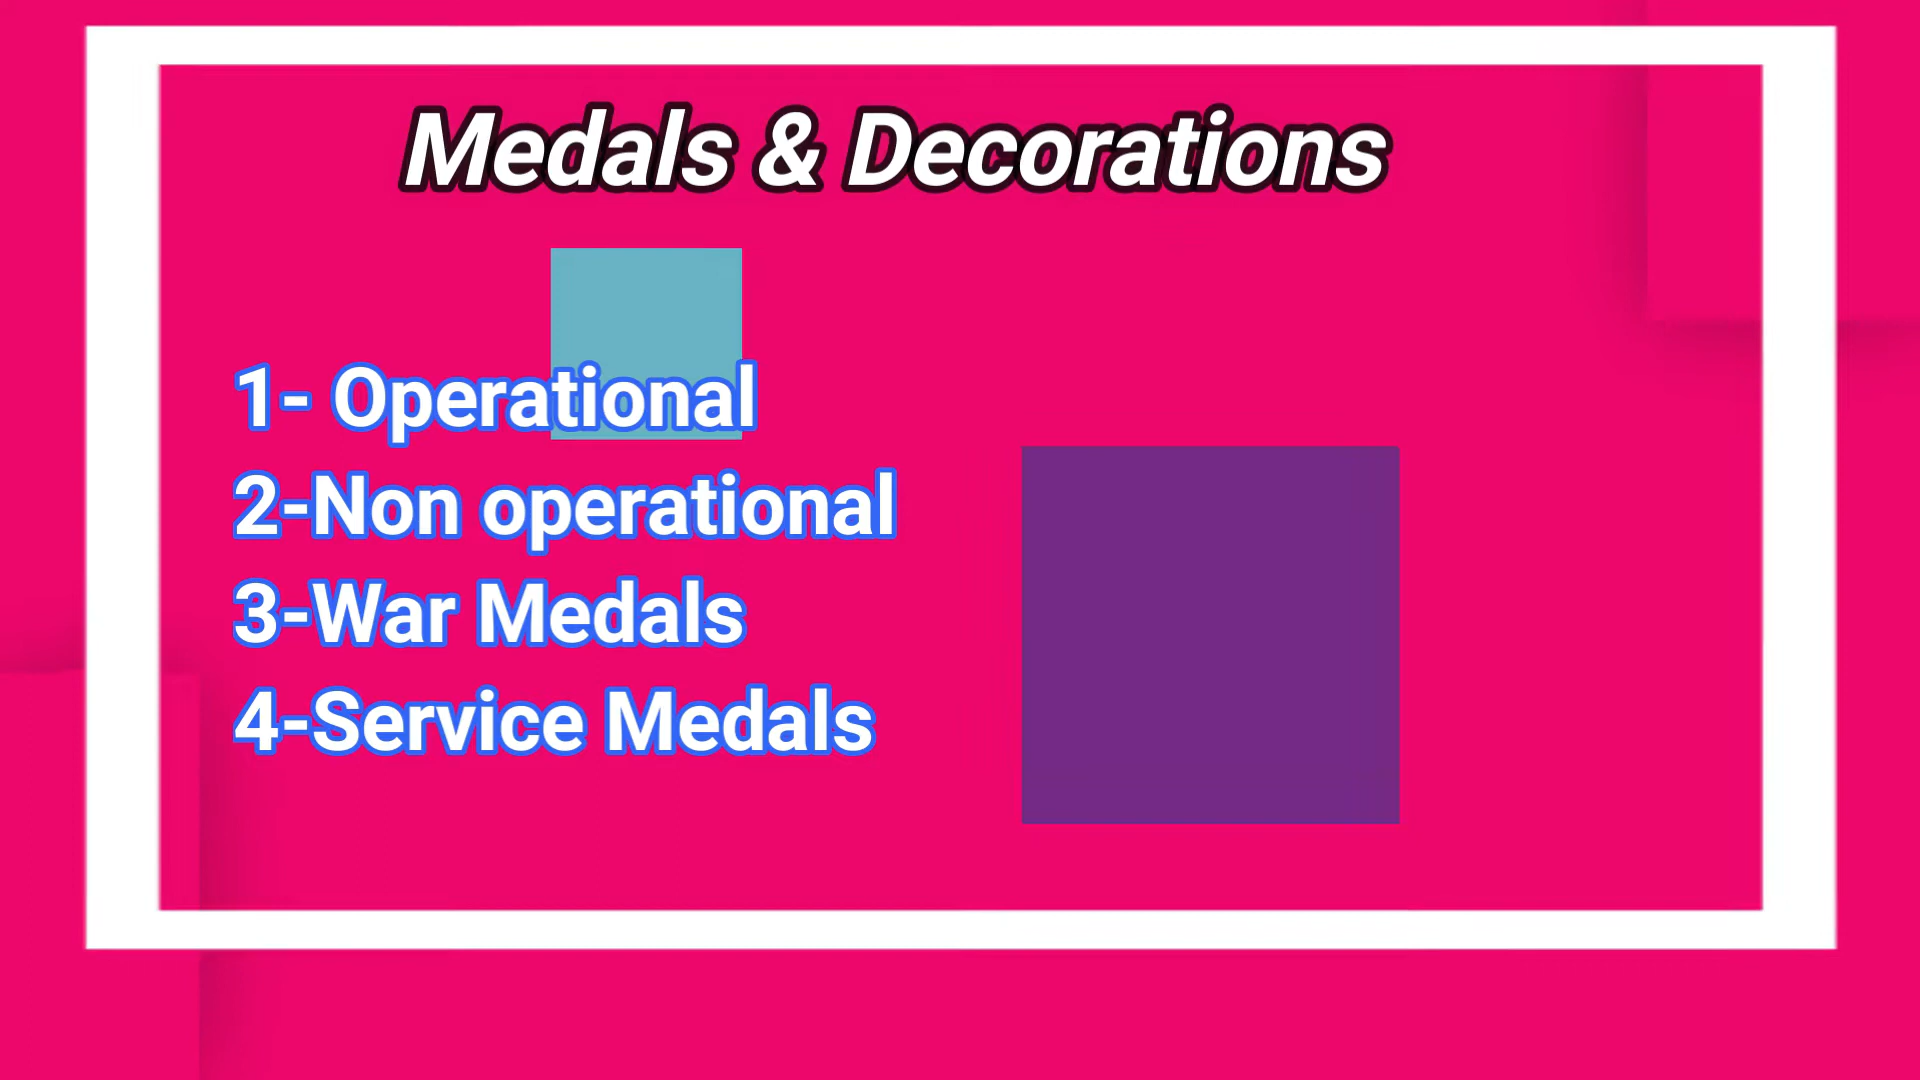 Medals & Decorations
1- Operational
2-Non operational
3-War Medals
4-Service Medals